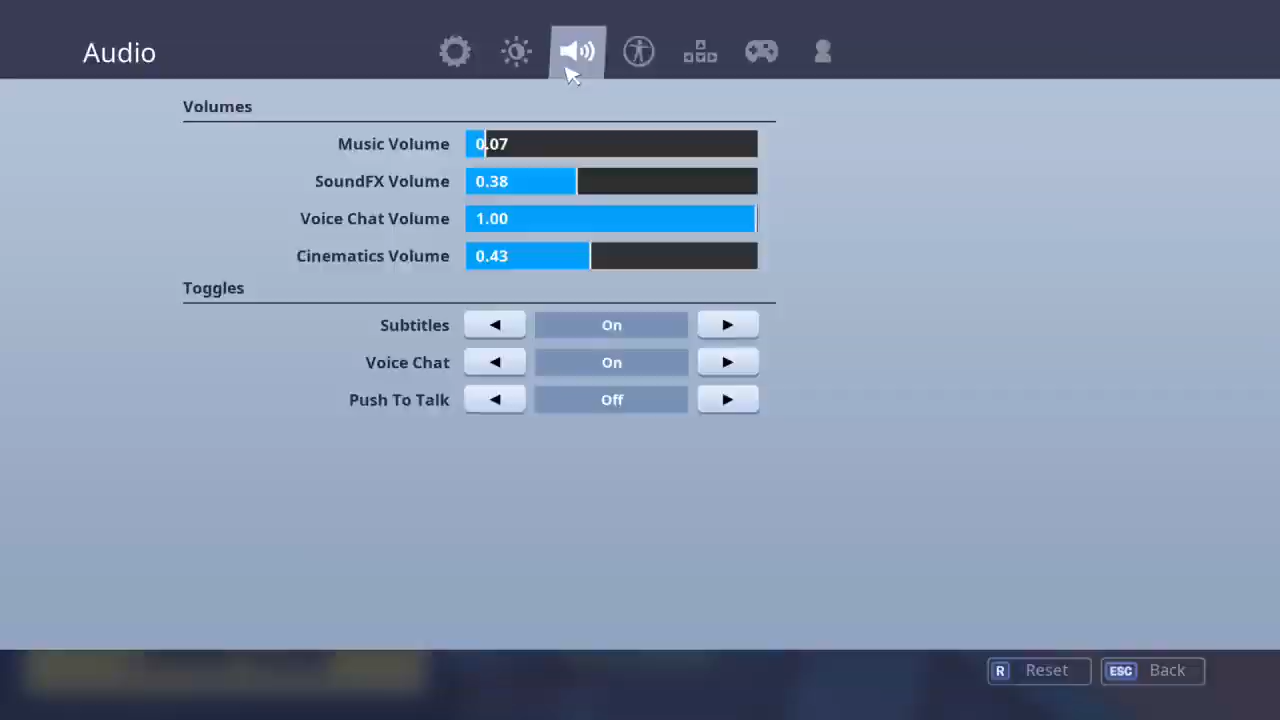 Audio
Volumes
Music Volume 0.07
SoundFX Volume 0.38
Voice Chat Volume 1.00
Cinematics Volume 0.43
Toggles
Subtitles On
Voice Chat On
Push To Talk Off
R Reset ESC Back